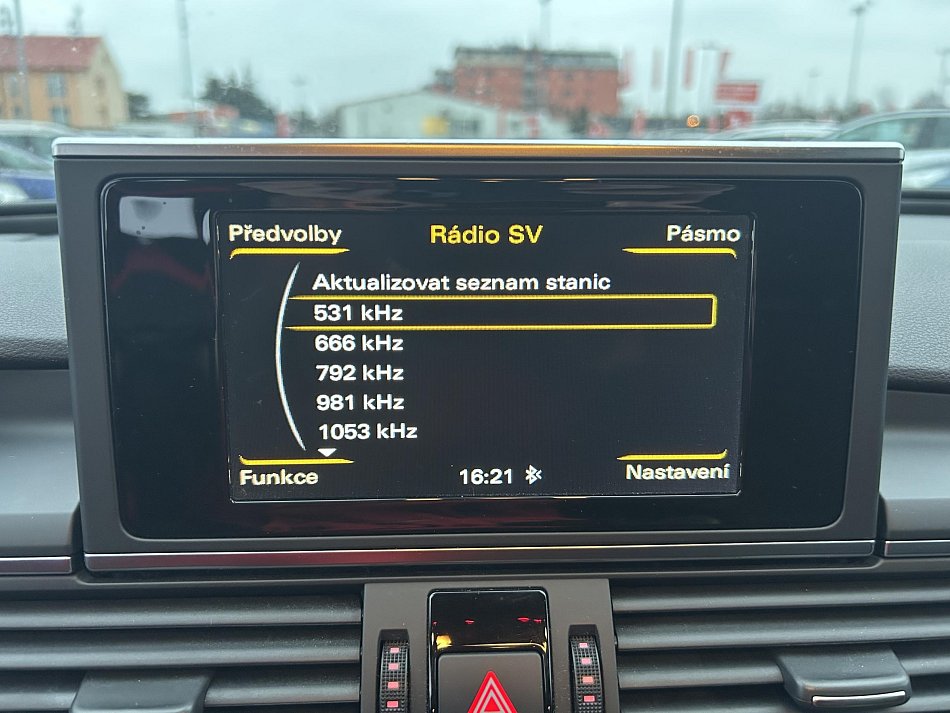 Předvolby Rádio SV Pásmo
Aktualizovat seznam stanic
531 kHz
666 kHz
792 kHz
981 kHz
1053 kHz
Funkce 16:21 Nastavení